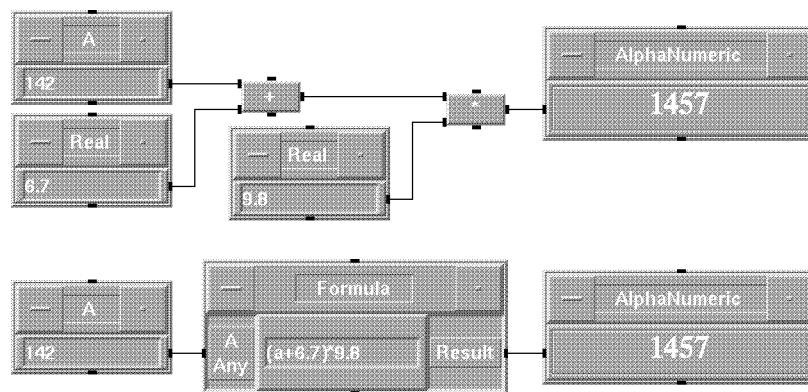 A
AlphaNumeric
142
+
*
1457
Real
Real
6.7
9.8
A
Formula
AlphaNumeric
142
A
Any
(a+6.7)*9.8
Result
1457